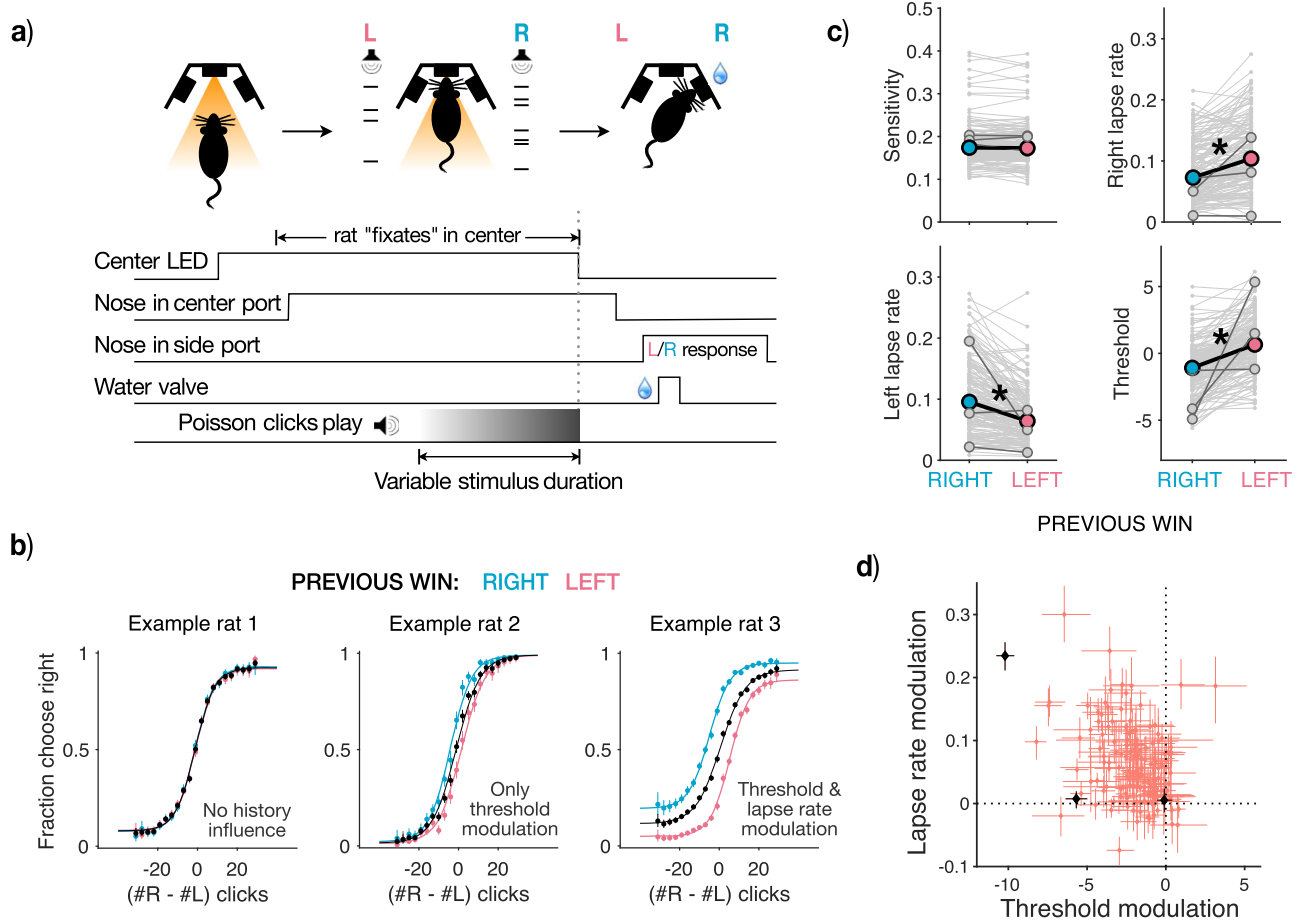 a)
L R L R
rat "fixates" in center
Center LED
Nose in center port
Nose in side port
L/R response
Water valve
Poisson clicks play
Variable stimulus duration
b)
PREVIOUS WIN: RIGHT LEFT
Example rat 1
Example rat 2
Example rat 3
Fraction choose right
1
0.5
0
No history
influence
-20 0 20
(#R - #L) clicks
1
0.5
0
Only
threshold
modulation
-20 0 20
(#R - #L) clicks
1
0.5
0
Threshold &
lapse rate
modulation
-20 0 20
(#R - #L) clicks
c)
Sensitivity
0.5
0.4
0.3
0.2
0.1
0
Right lapse rate
0.3
0.2
0.1
0
*
Left lapse rate
0.3
0.2
0.1
0
*
RIGHT LEFT
Threshold
5
0
-5
*
RIGHT LEFT
PREVIOUS WIN
d)
Lapse rate modulation
0.3
0.2
0.1
0
-0.1
-10 -5 0 5
Threshold modulation